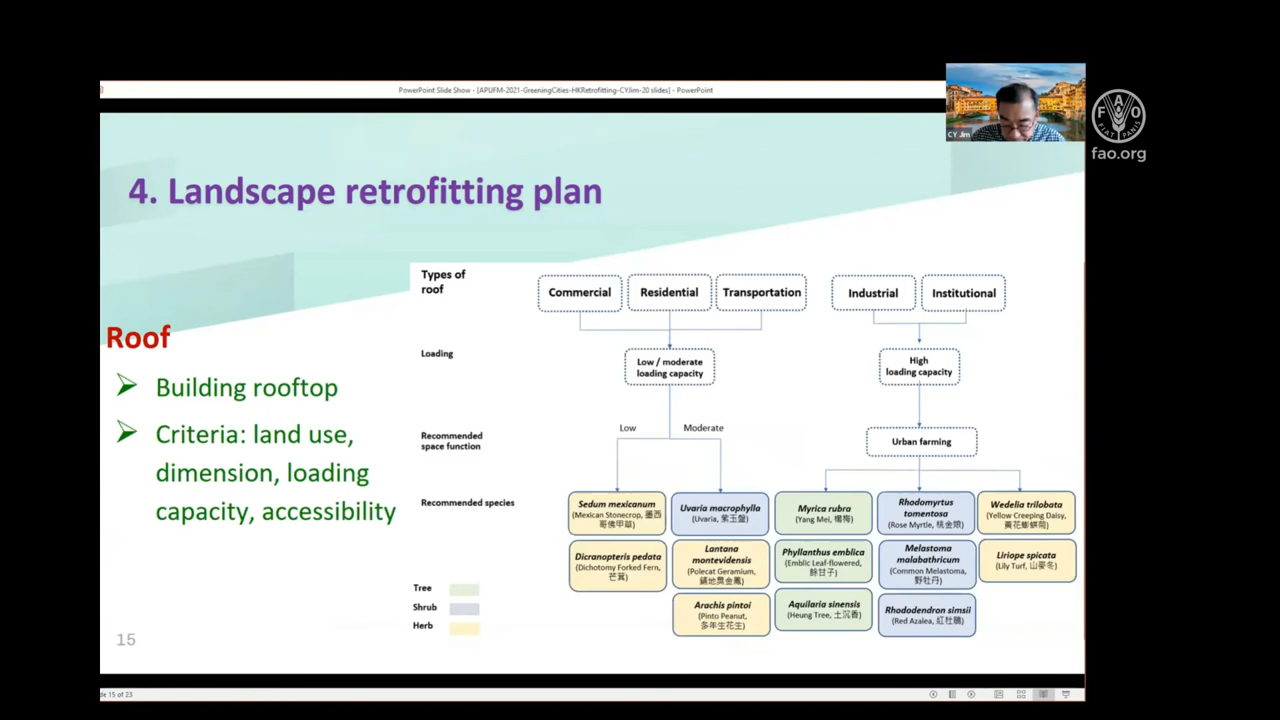 PowerPoint Slide Show - [APUFM-2021-GreeningCities-HKRetrofitting-CYJim-20 slides] - PowerPoint
CY Jim
F A O
FIAT PANIS
fao.org
4. Landscape retrofitting plan
Roof
Building rooftop
Criteria: land use,
dimension, loading
capacity, accessibility
Types of
roof
Commercial
Residential
Transportation
Industrial
Institutional
Loading
Low / moderate
loading capacity
High
loading capacity
Low
Moderate
Recommended
space function
Urban farming
Recommended species
Sedum mexicanum
(Mexican Stonecrop, 墨西
哥佛甲草)
Uvaria macrophylla
(Uvaria, 紫玉盤)
Myrica rubra
(Yang Mei, 楊梅)
Rhodomyrtus
tomentosa
(Rose Myrtle, 桃金娘)
Wedelia trilobata
(Yellow Creeping Daisy,
黃花蟛蜞菊)
Dicranopteris pedata
(Dichotomy Forked Fern,
芒萁)
Lantana
montevidensis
(Polecat Geranium,
鋪地臭金鳳)
Phyllanthus emblica
(Emblic Leaf-flowered,
餘甘子)
Melastoma
malabathricum
(Common Melastoma,
野牡丹)
Liriope spicata
(Lily Turf, 山麥冬)
Arachis pintoi
(Pinto Peanut,
多年生花生)
Aquilaria sinensis
(Heung Tree, 土沉香)
Rhododendron simsii
(Red Azalea, 紅杜鵑)
Tree
Shrub
Herb
15
de 15 of 23